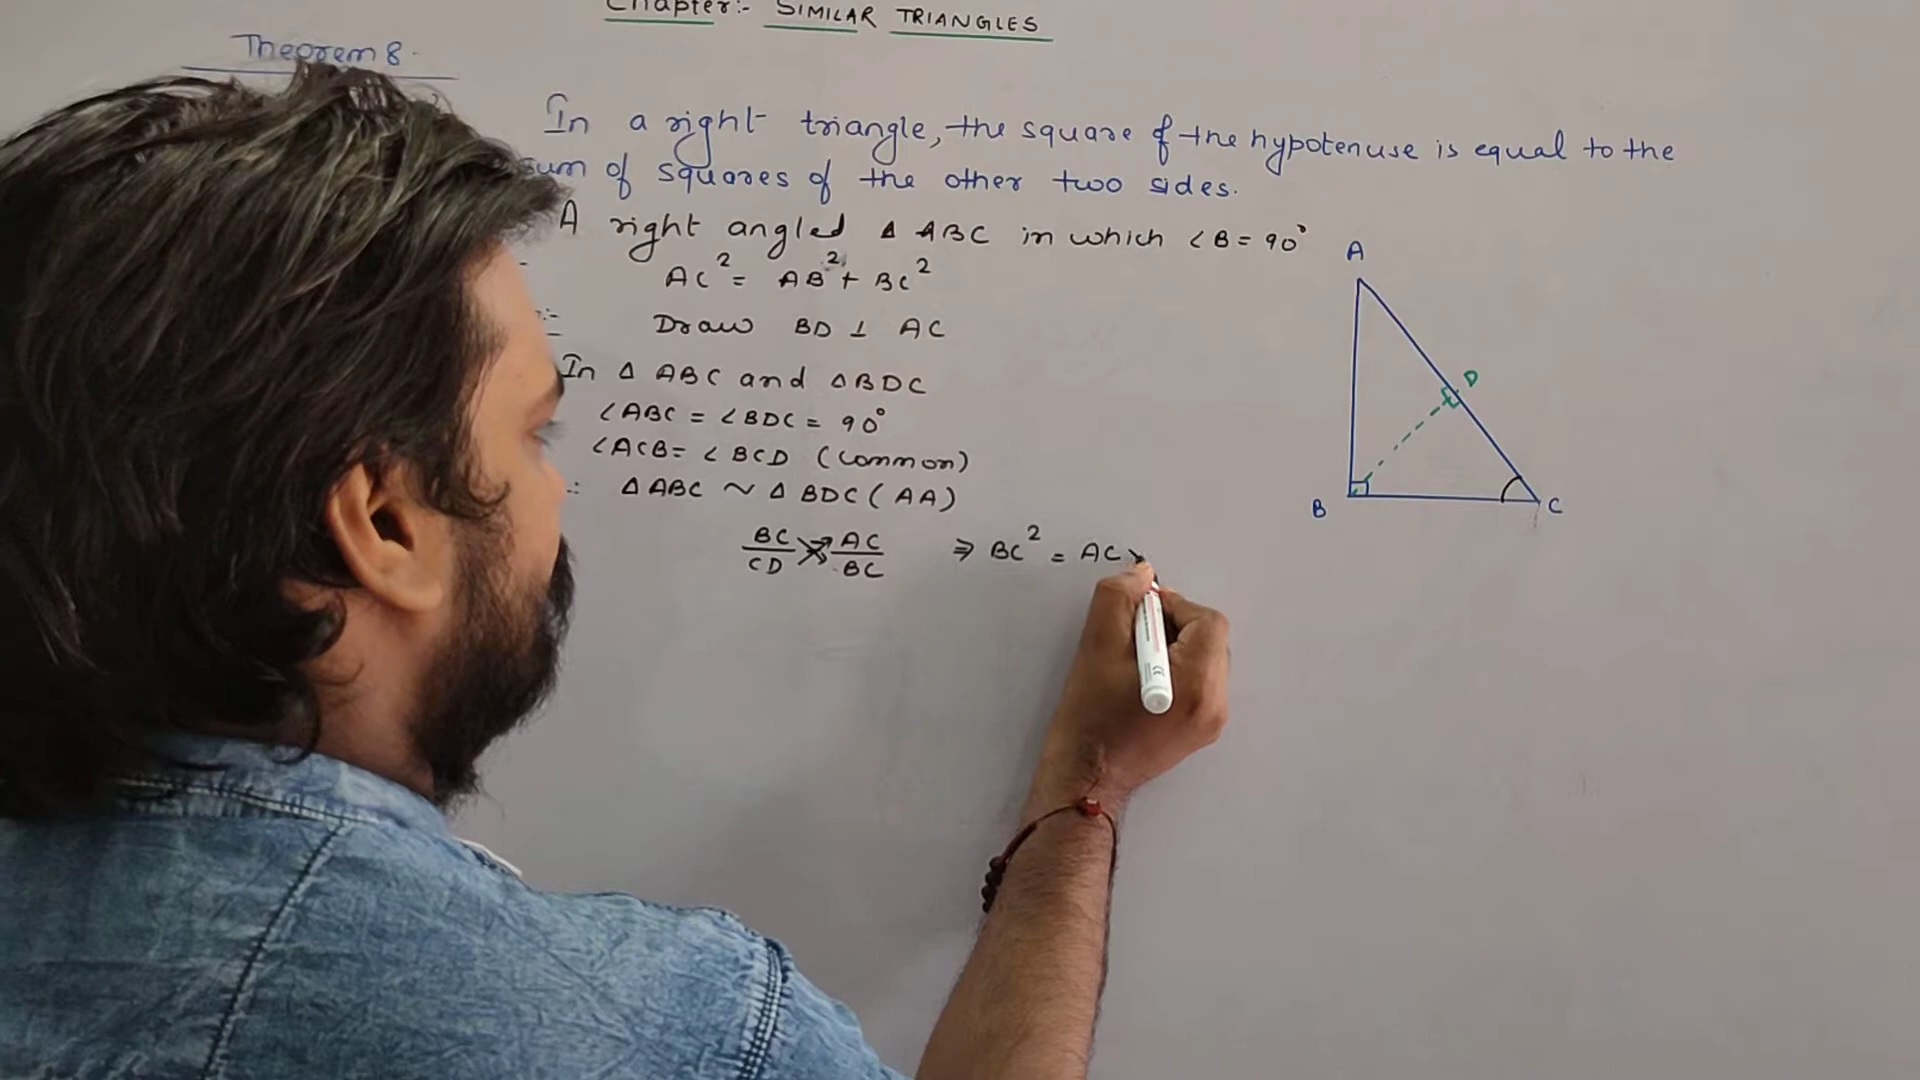 Chapter:- SIMILAR TRIANGLES
Theorem 8.
In a right triangle, the square of the hypotenuse is equal to the
sum of squares of the other two sides.
A right angled Δ ABC in which ∠B = 90°
AC² = AB² + BC²
Draw BD ⊥ AC
In Δ ABC and Δ BDC
∠ABC = ∠BDC = 90°
∠ACB = ∠BCD (common)
∴ Δ ABC ~ Δ BDC (AA)
BC/CD = AC/BC ⇒ BC² = AC ×
A
D
B
C